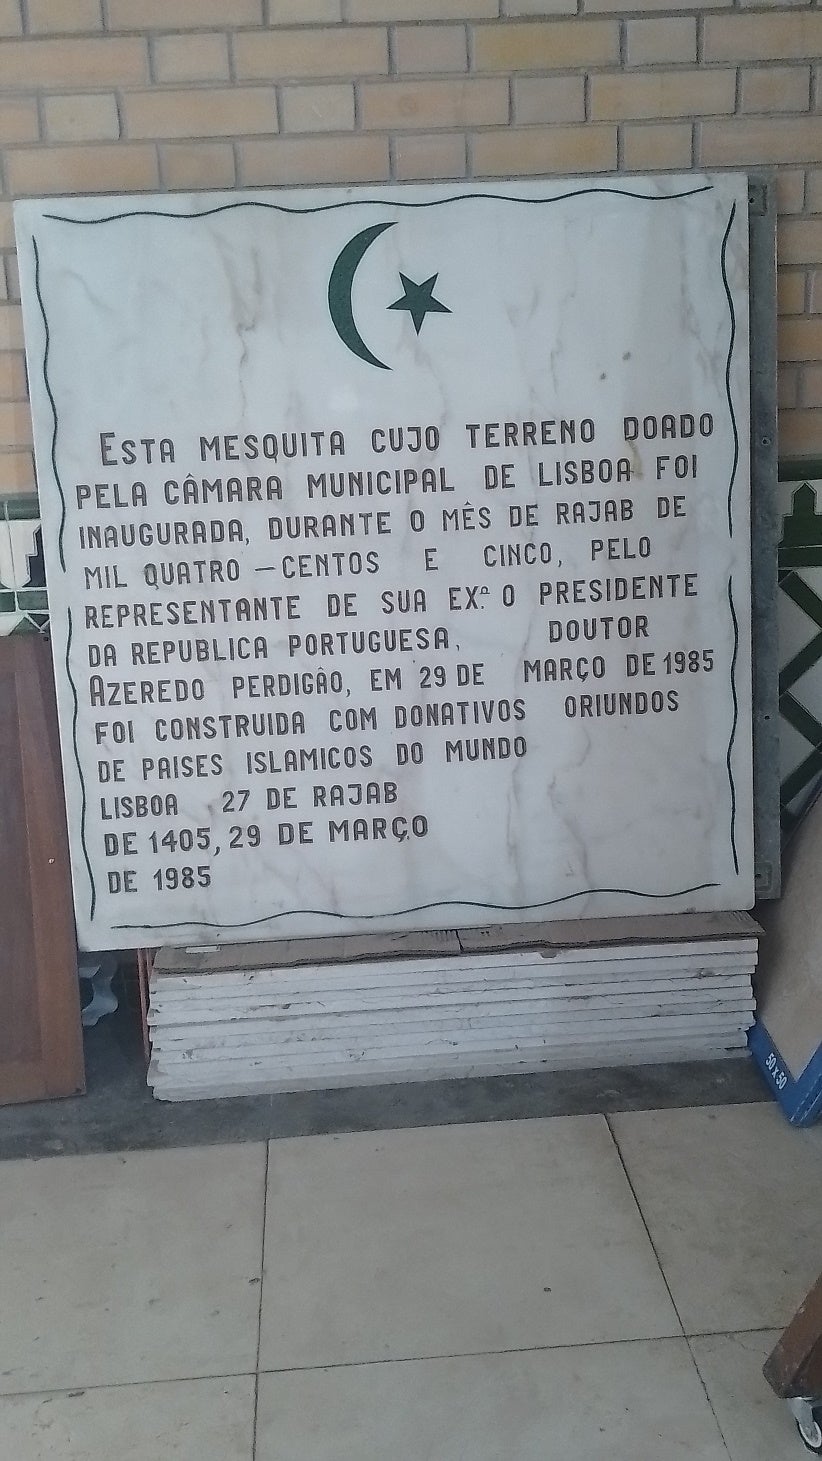 ESTA MESQUITA CUJO TERRENO DOADO
PELA CÂMARA MUNICIPAL DE LISBOA FOI
INAUGURADA, DURANTE O MÊS DE RAJAB DE
MIL QUATRO - CENTOS E CINCO, PELO
REPRESENTANTE DE SUA EXª. O PRESIDENTE
DA REPUBLICA PORTUGUESA, DOUTOR
AZEREDO PERDIGÂO, EM 29 DE MARÇO DE 1985
FOI CONSTRUIDA COM DONATIVOS ORIUNDOS
DE PAISES ISLAMICOS DO MUNDO
LISBOA 27 DE RAJAB
DE 1405, 29 DE MARÇO
DE 1985
50 x 50